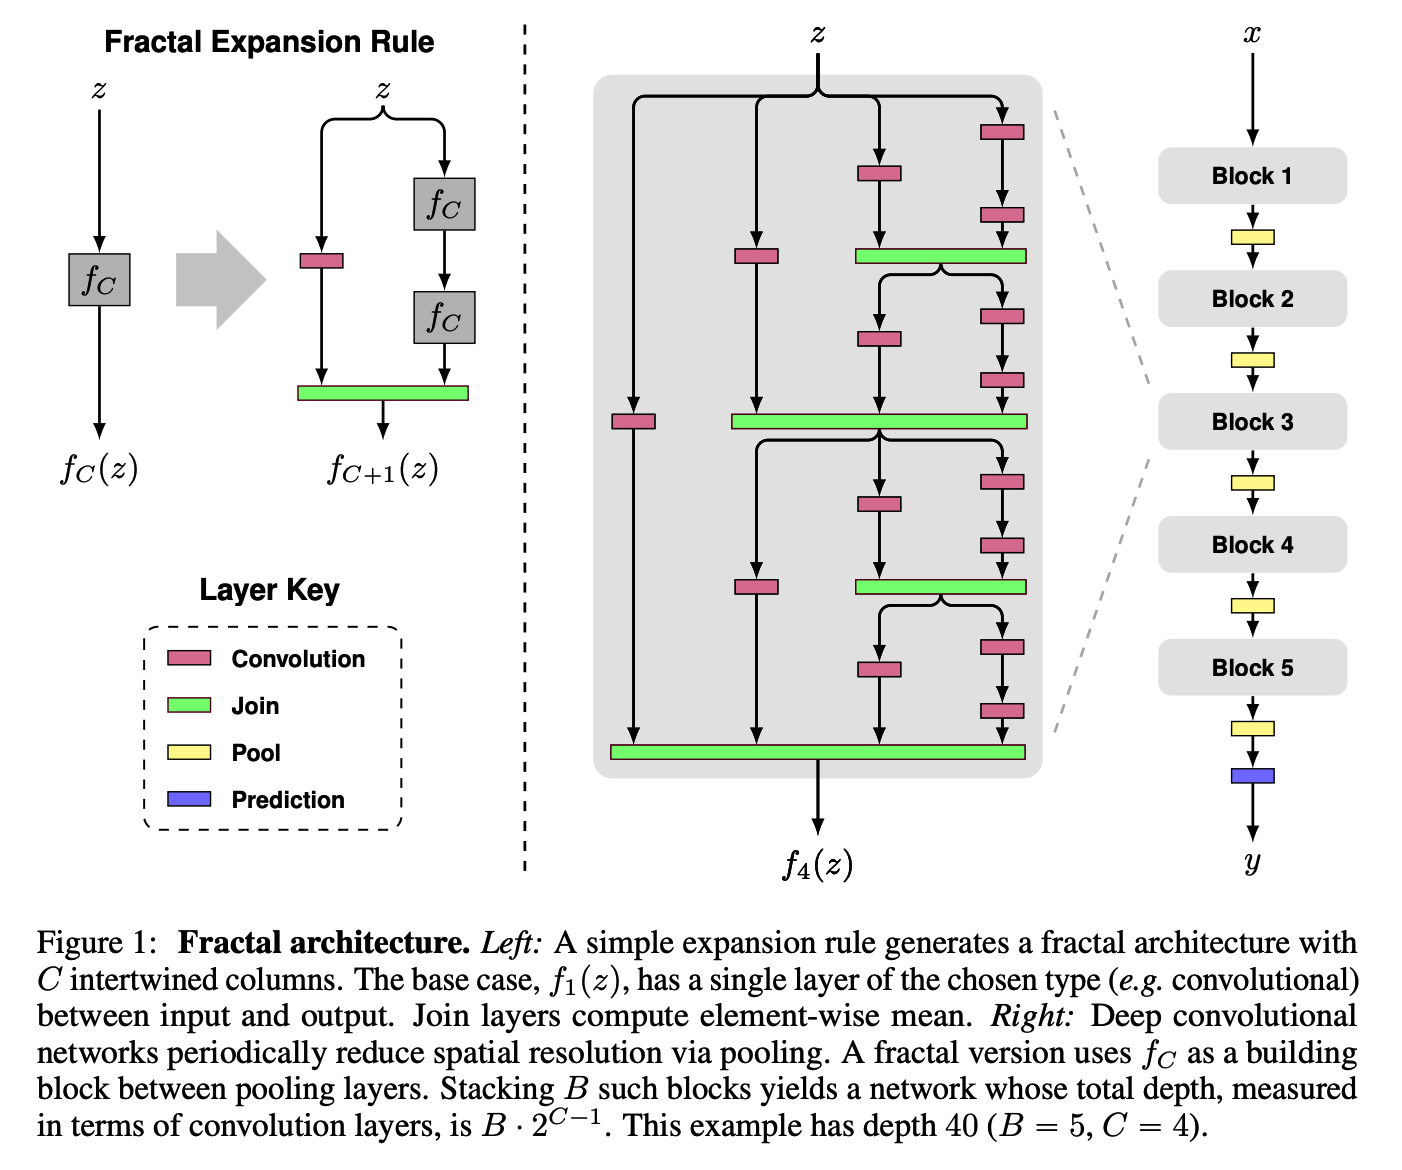 Fractal Expansion Rule
z
f_C
f_C(z)
z
f_C
f_C
f_{C+1}(z)
Layer Key
Convolution
Join
Pool
Prediction
z
f_4(z)
x
Block 1
Block 2
Block 3
Block 4
Block 5
y
Figure 1: Fractal architecture. Left: A simple expansion rule generates a fractal architecture with
C intertwined columns. The base case, f_1(z), has a single layer of the chosen type (e.g. convolutional)
between input and output. Join layers compute element-wise mean. Right: Deep convolutional
networks periodically reduce spatial resolution via pooling. A fractal version uses f_C as a building
block between pooling layers. Stacking B such blocks yields a network whose total depth, measured
in terms of convolution layers, is B · 2^{C−1}. This example has depth 40 (B = 5, C = 4).